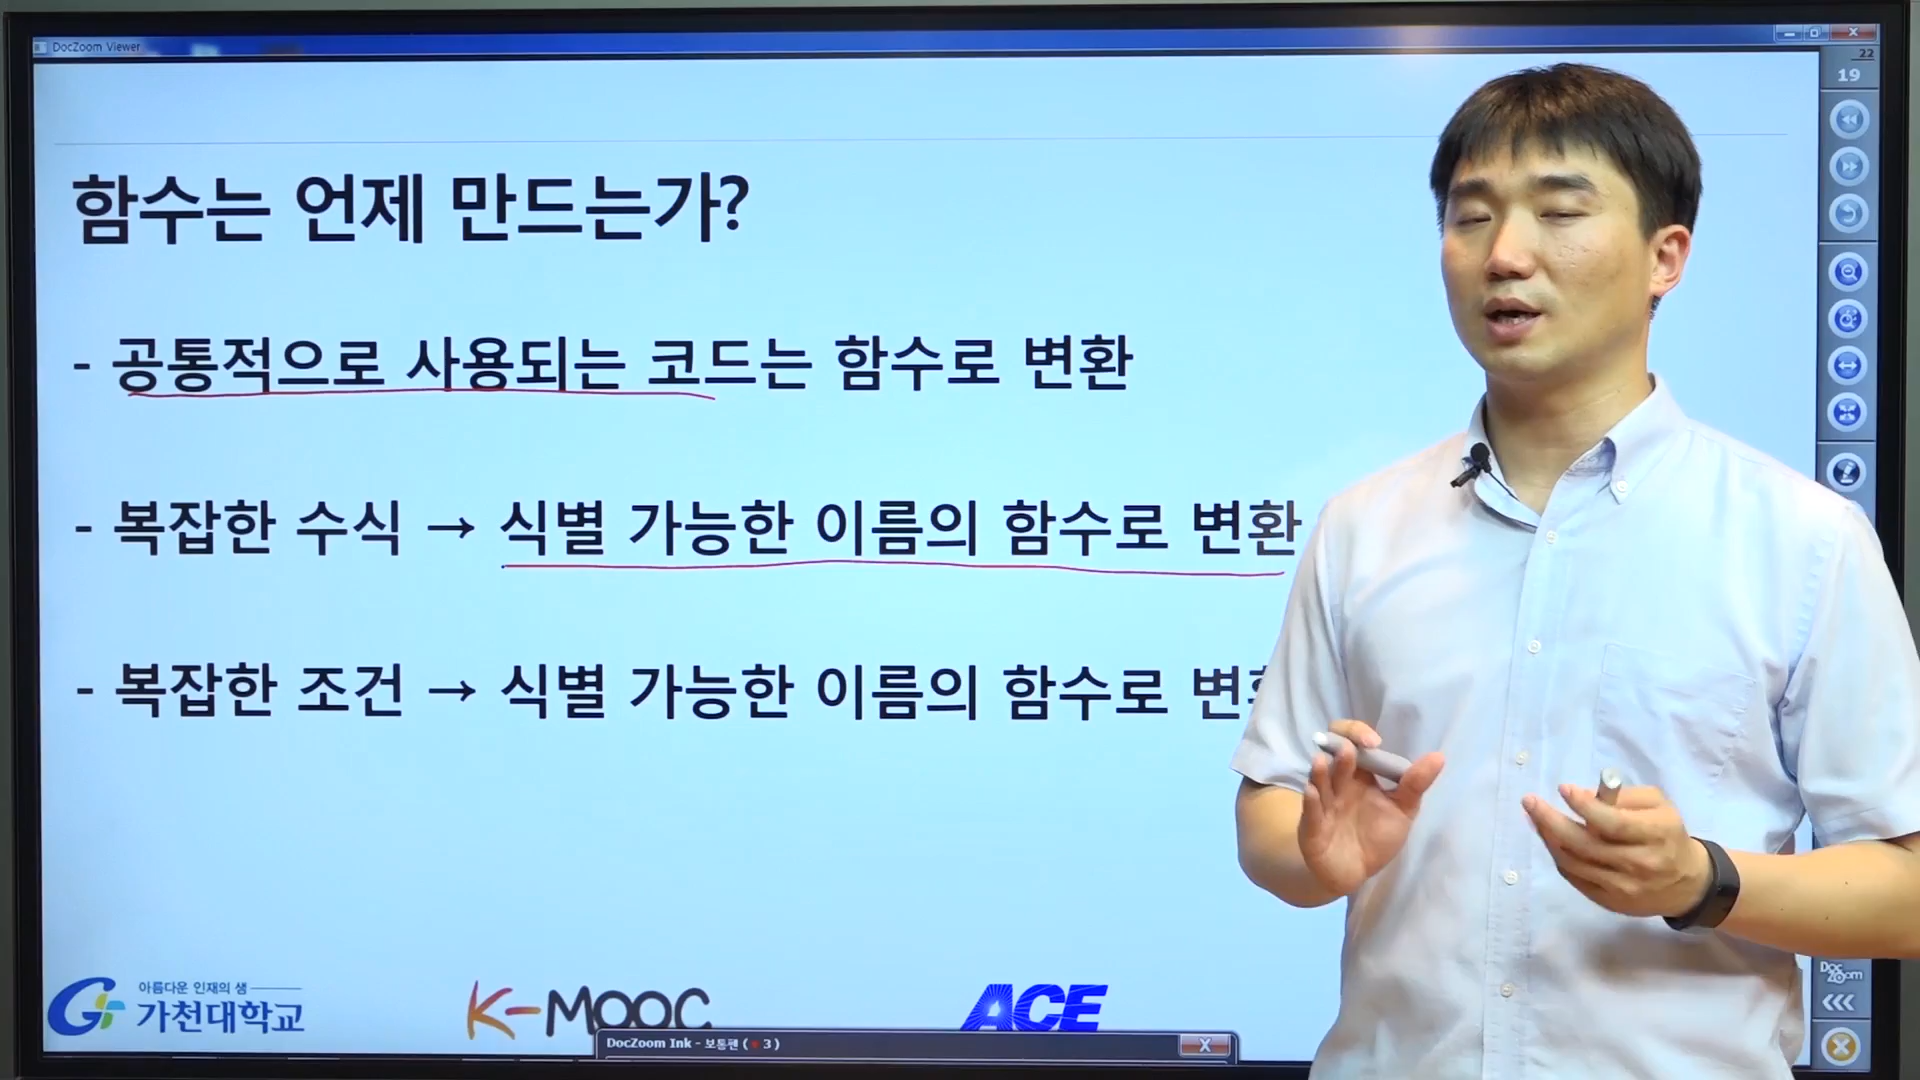 DocZoom Viewer
22
19
함수는 언제 만드는가?
- 공통적으로 사용되는 코드는 함수로 변환
- 복잡한 수식 → 식별 가능한 이름의 함수로 변환
- 복잡한 조건 → 식별 가능한 이름의 함수로
아름다운 인재의 샘
가천대학교
K-MOOC
ACE
DocZoom Ink - 보통펜 ( 3 )
Doc ZOom